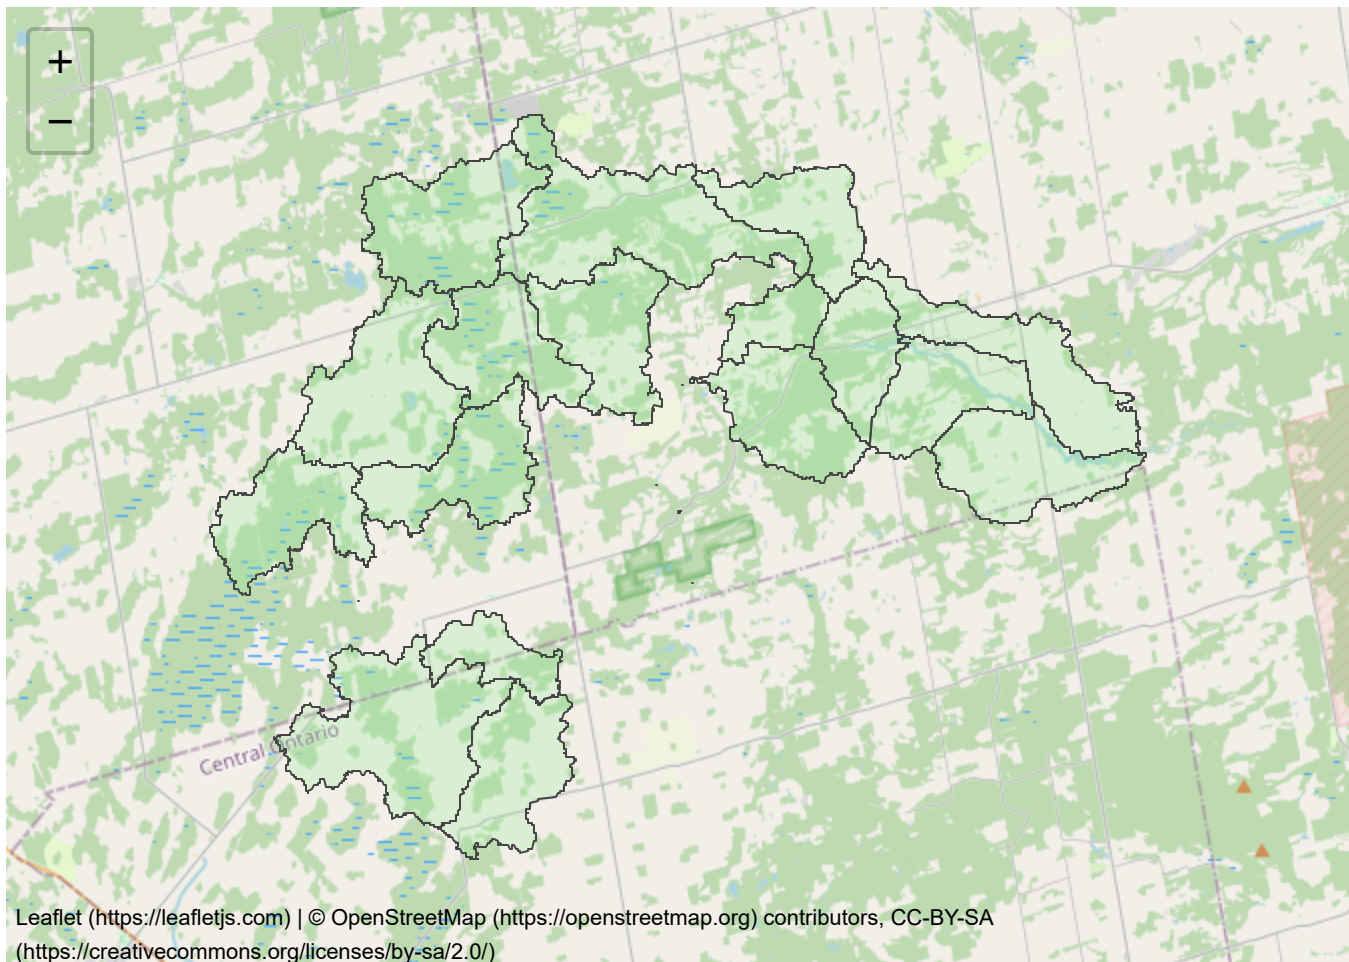 +
−
Central Ontario
Leaflet (https://leafletjs.com) | © OpenStreetMap (https://openstreetmap.org) contributors, CC-BY-SA
(https://creativecommons.org/licenses/by-sa/2.0/)